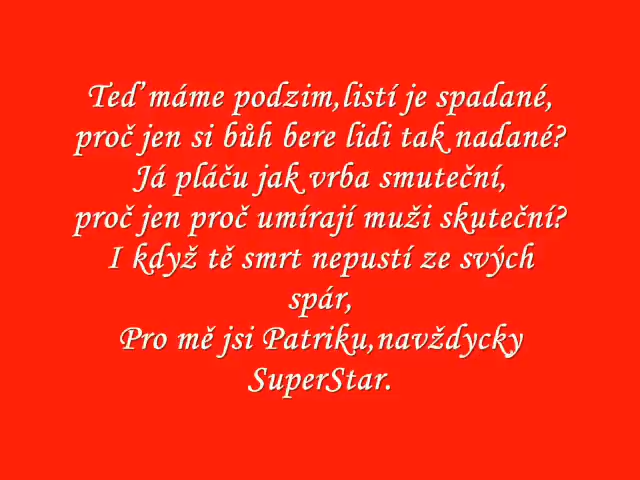 Teď máme podzim,listí je spadané,
proč jen si bůh bere lidi tak nadané?
Já pláču jak vrba smuteční,
proč jen proč umírají muži skuteční?
I když tě smrt nepustí ze svých
spár,
Pro mě jsi Patriku,navždycky
SuperStar.